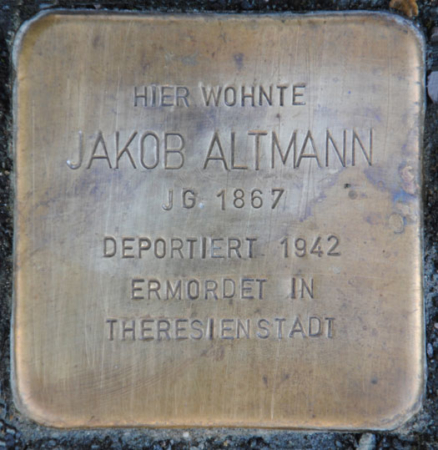 HIER WOHNTE
JAKOB ALTMANN
JG 1867
DEPORTIERT 1942
ERMORDET IN
THERESIENSTADT